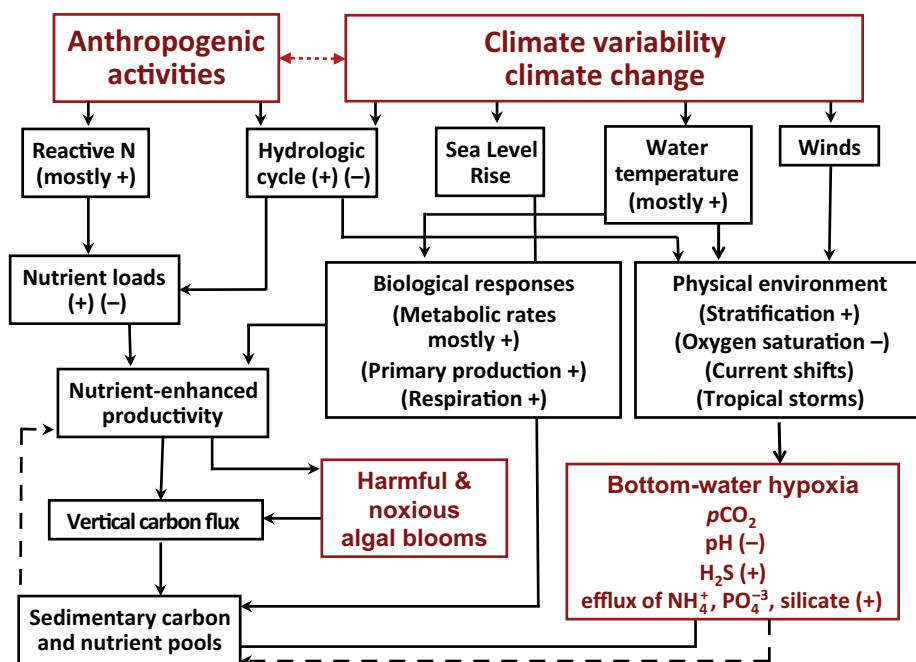 Anthropogenic
activities
Climate variability
climate change
Reactive N
(mostly +)
Hydrologic
cycle (+) (–)
Sea Level
Rise
Water
temperature
(mostly +)
Winds
Nutrient loads
(+) (–)
Biological responses
(Metabolic rates
mostly +)
(Primary production +)
(Respiration +)
Physical environment
(Stratification +)
(Oxygen saturation –)
(Current shifts)
(Tropical storms)
Nutrient-enhanced
productivity
Harmful &
noxious
algal blooms
Bottom-water hypoxia
pCO₂
pH (–)
H₂S (+)
efflux of NH₄⁺, PO₄⁻³, silicate (+)
Vertical carbon flux
Sedimentary carbon
and nutrient pools